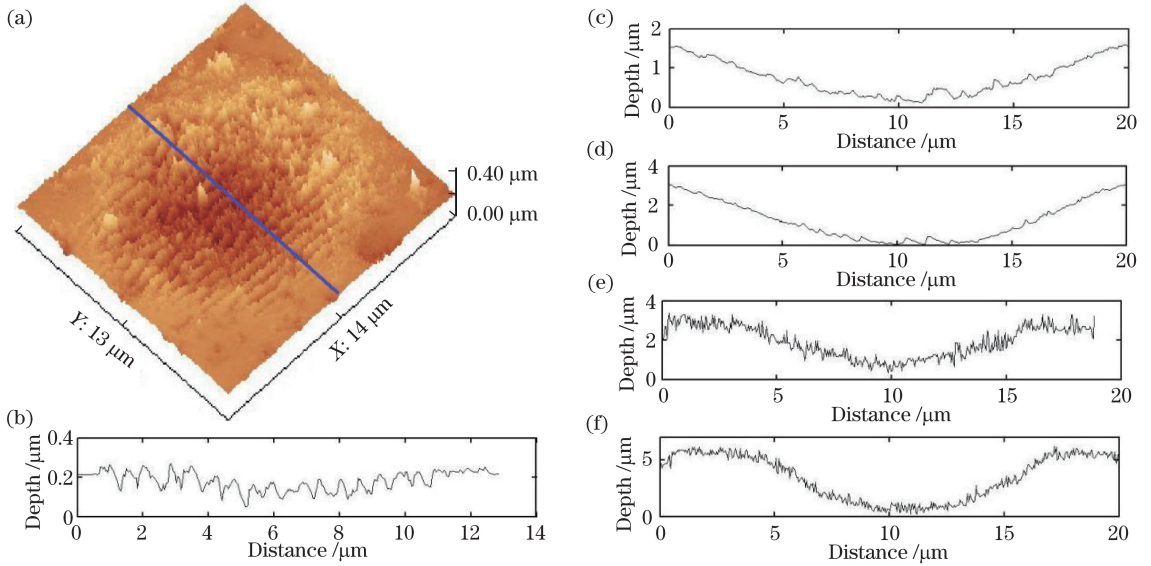 (a)
0.40 μm
0.00 μm
Y: 13 μm
X: 14 μm
(b)
Depth /μm
0.4
0.2
0
0 2 4 6 8 10 12 14
Distance /μm
(c)
Depth /μm
2
1
0
0 5 10 15 20
Distance /μm
(d)
Depth /μm
4
2
0
0 5 10 15 20
Distance /μm
(e)
Depth /μm
4
2
0
0 5 10 15 20
Distance /μm
(f)
Depth /μm
5
0
0 5 10 15 20
Distance /μm